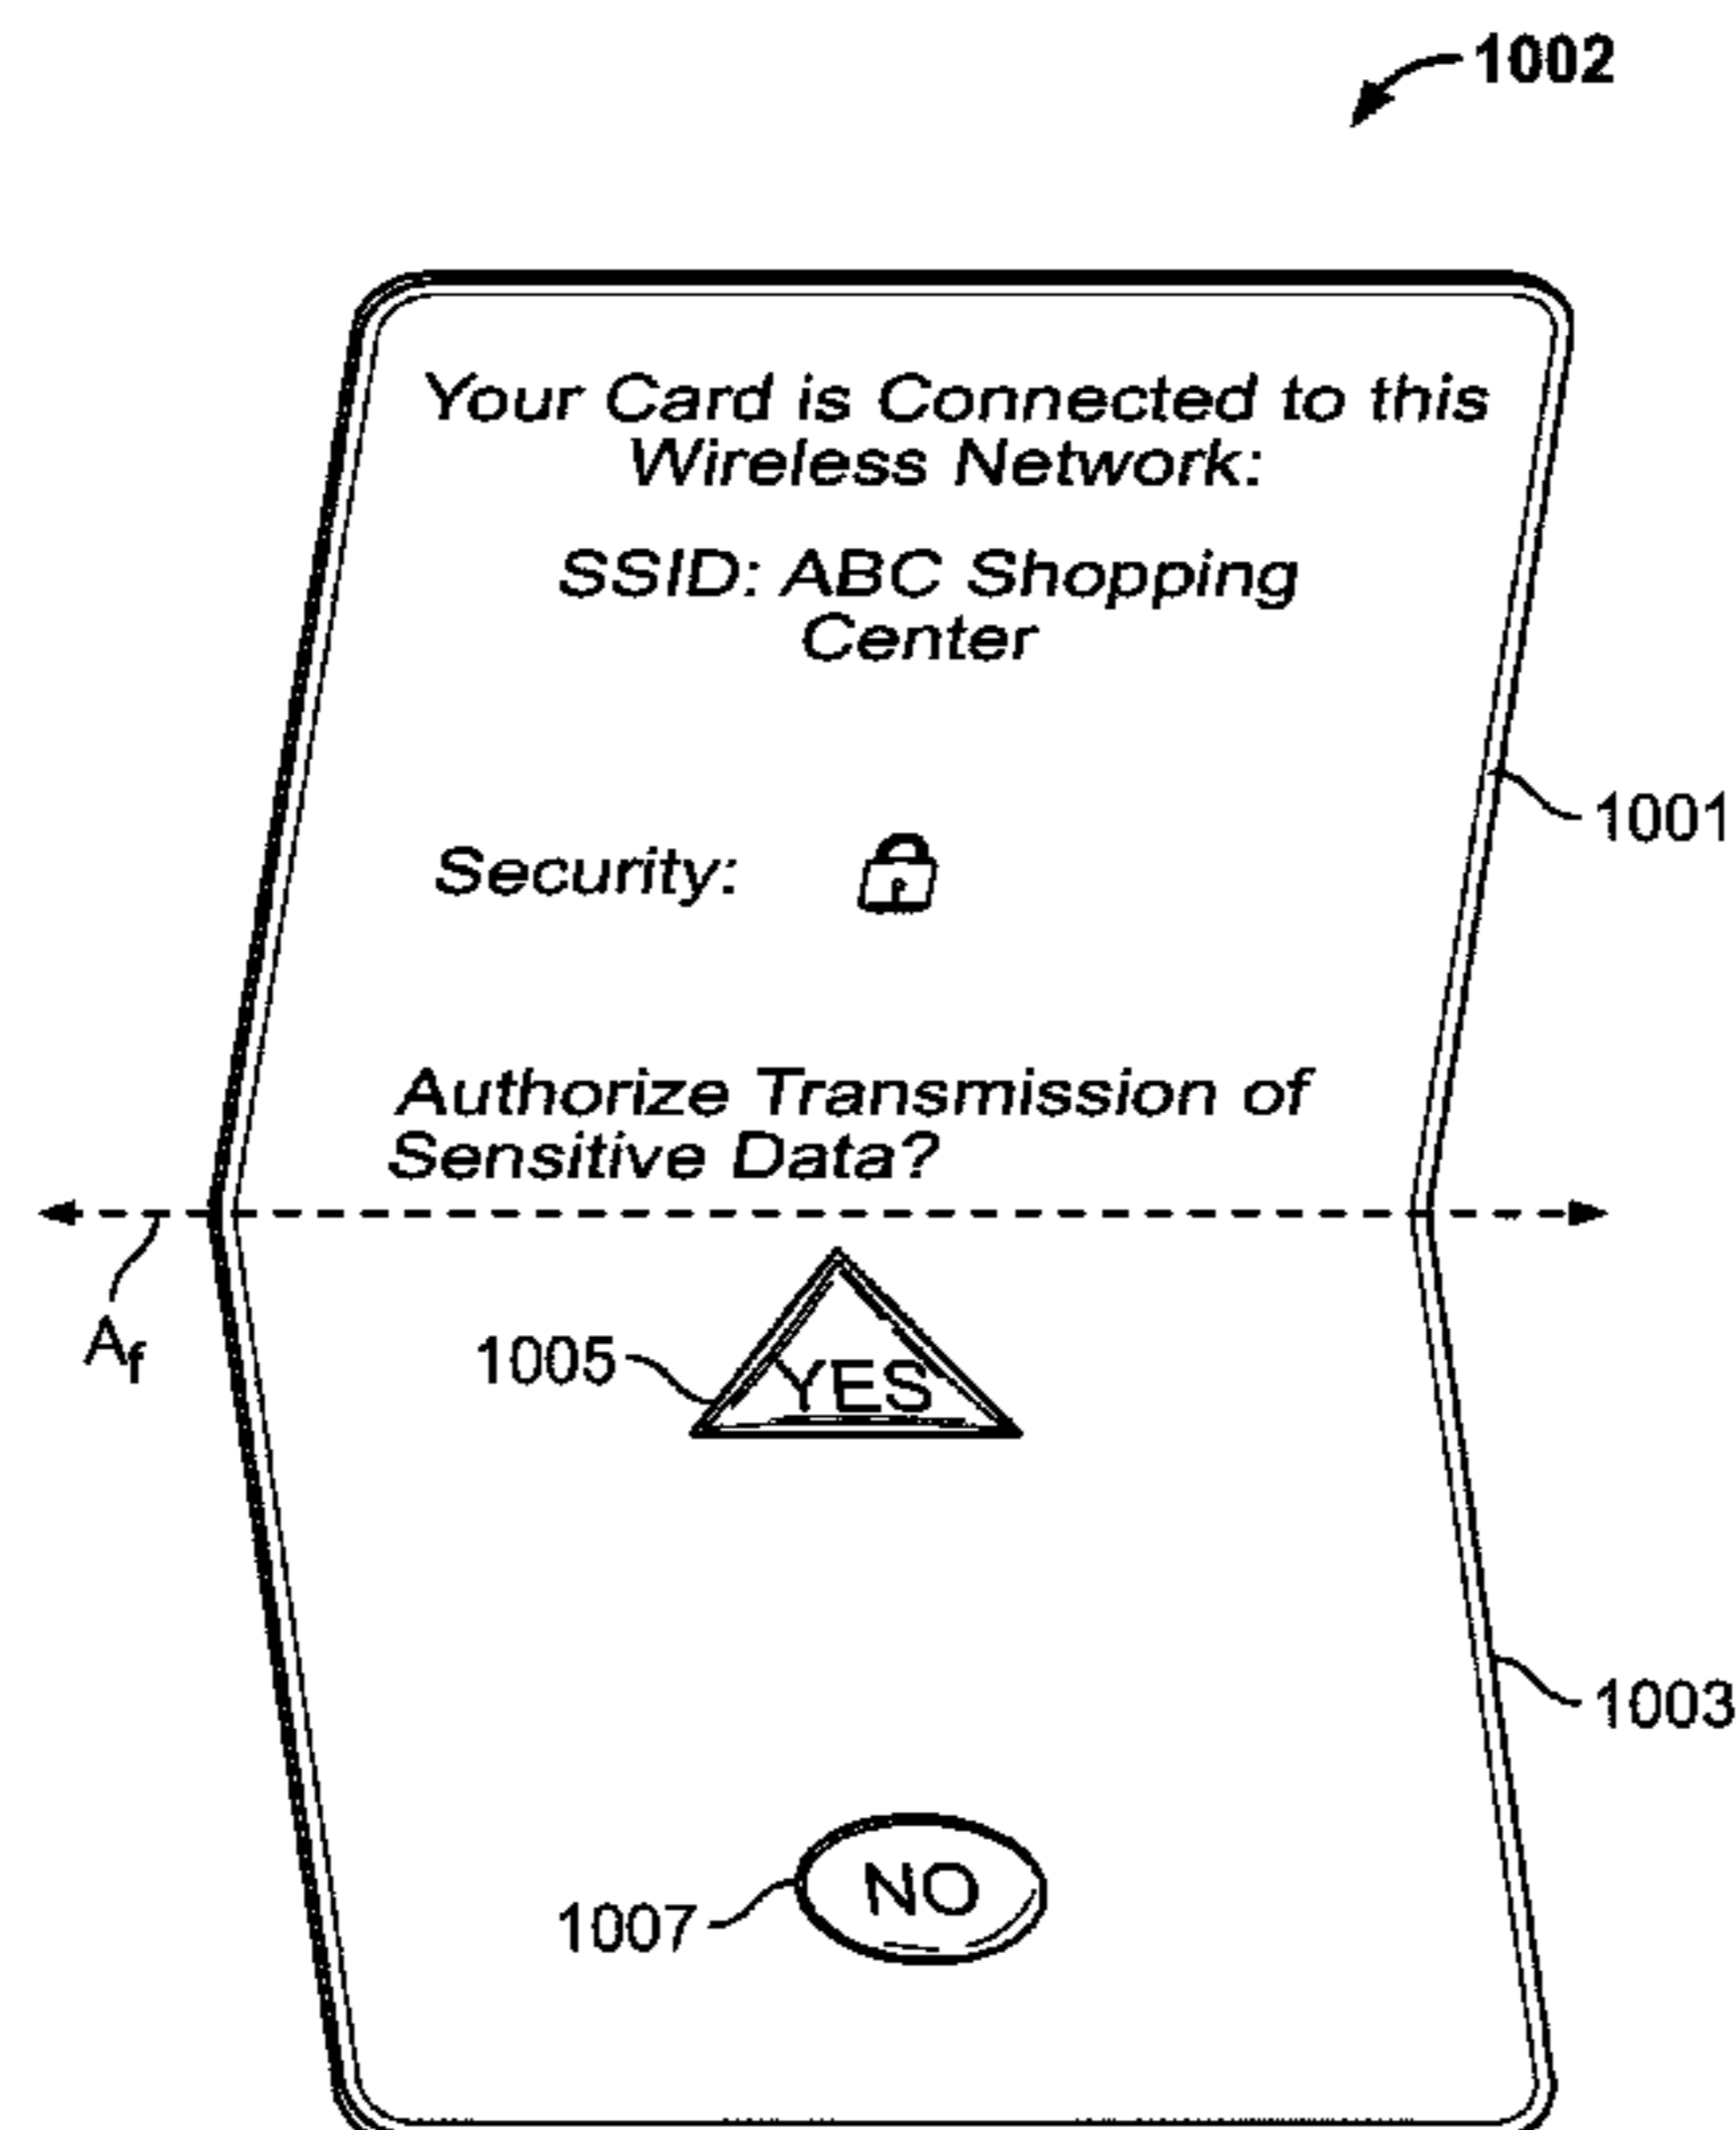 1002
Your Card is Connected to this
Wireless Network:
SSID: ABC Shopping
Center
1001
Security:
Authorize Transmission of
Sensitive Data?
Af
1005
YES
1003
NO
1007